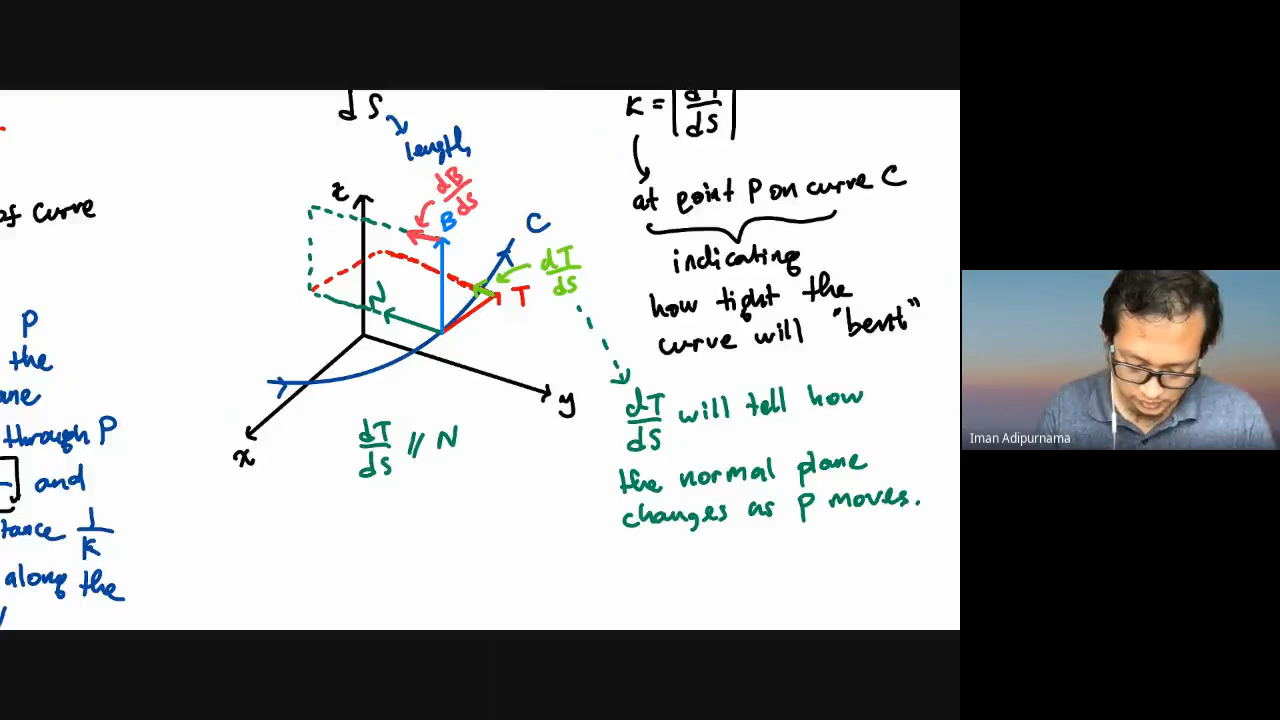 of curve
P
the
ane
through P
and
tance 1/k
along the
dS
length
z
dB/dS
B
C
dT/dS
T
N
x
y
dT/dS // N
K = |dT/dS|
at point P on curve C
indicating
how tight the
curve will "bent"
dT/dS will tell how
the normal plane
changes as P moves.
Iman Adipurnama